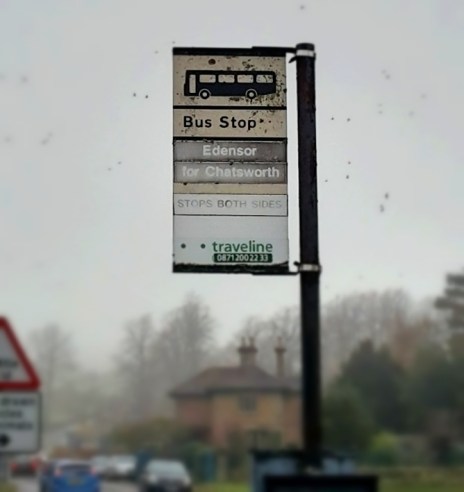 Bus Stop
Edensor
for Chatsworth
STOPS BOTH SIDES
traveline
0871 200 22 33